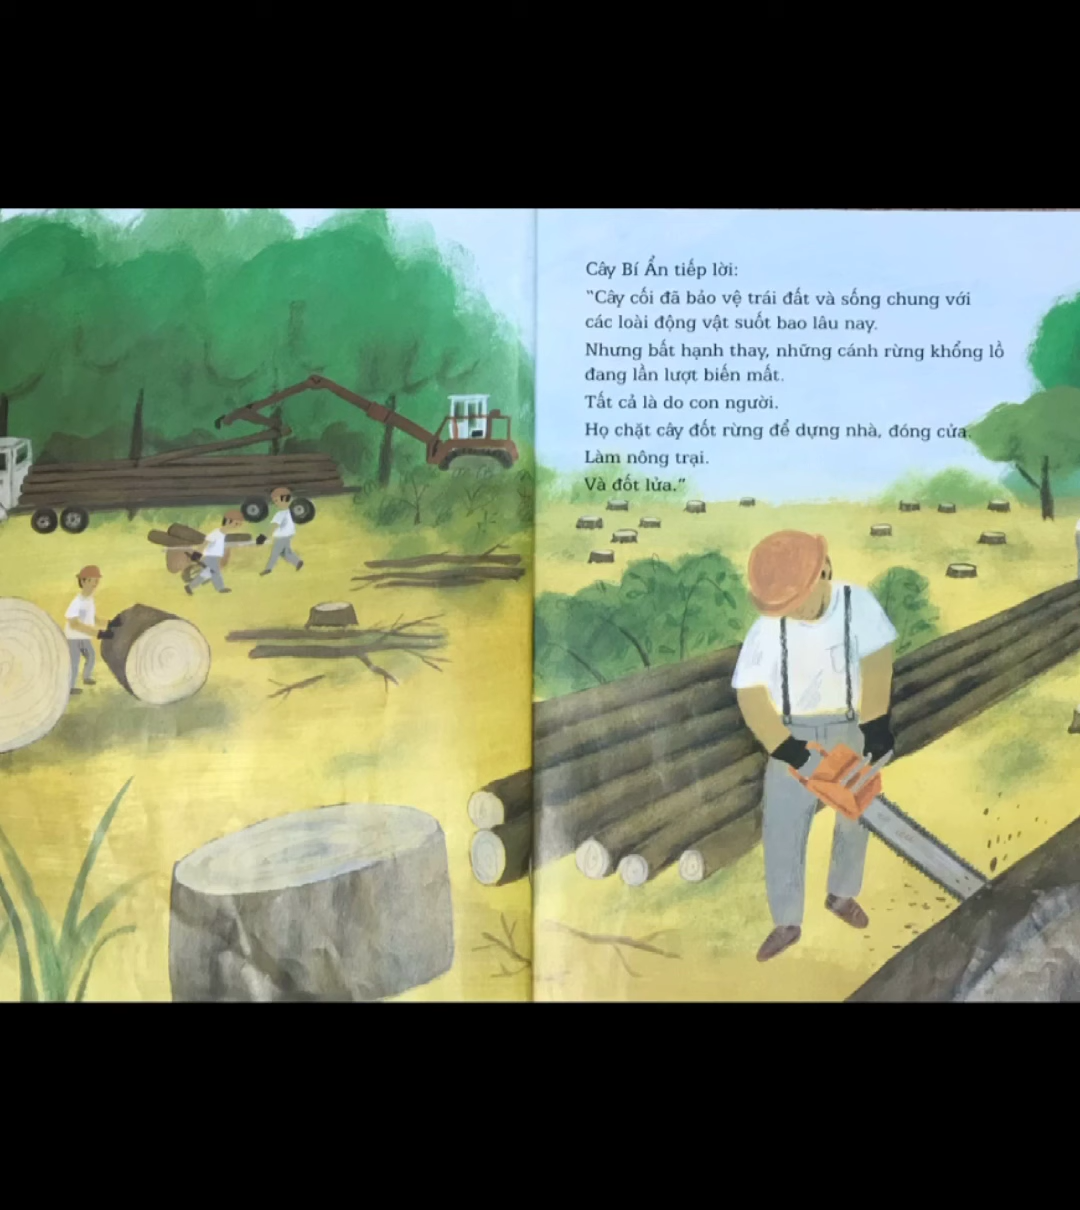 Cây Bí Ẩn tiếp lời:
“Cây cối đã bảo vệ trái đất và sống chung với
các loài động vật suốt bao lâu nay.
Nhưng bất hạnh thay, những cánh rừng khổng lồ
đang lần lượt biến mất.
Tất cả là do con người.
Họ chặt cây đốt rừng để dựng nhà, đóng cửa.
Làm nông trại.
Và đốt lửa.”